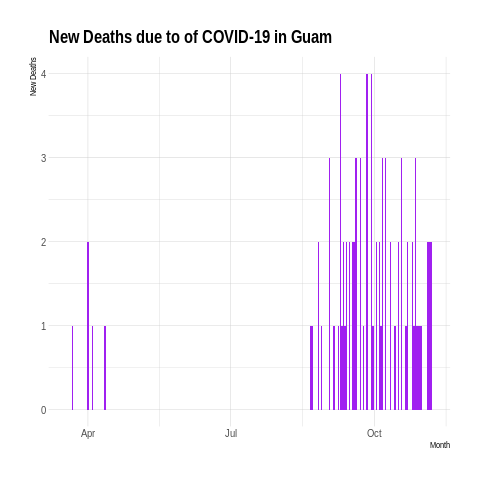 New Deaths due to of COVID-19 in Guam
New Deaths
4
3
2
1
0
Apr
Jul
Oct
Month